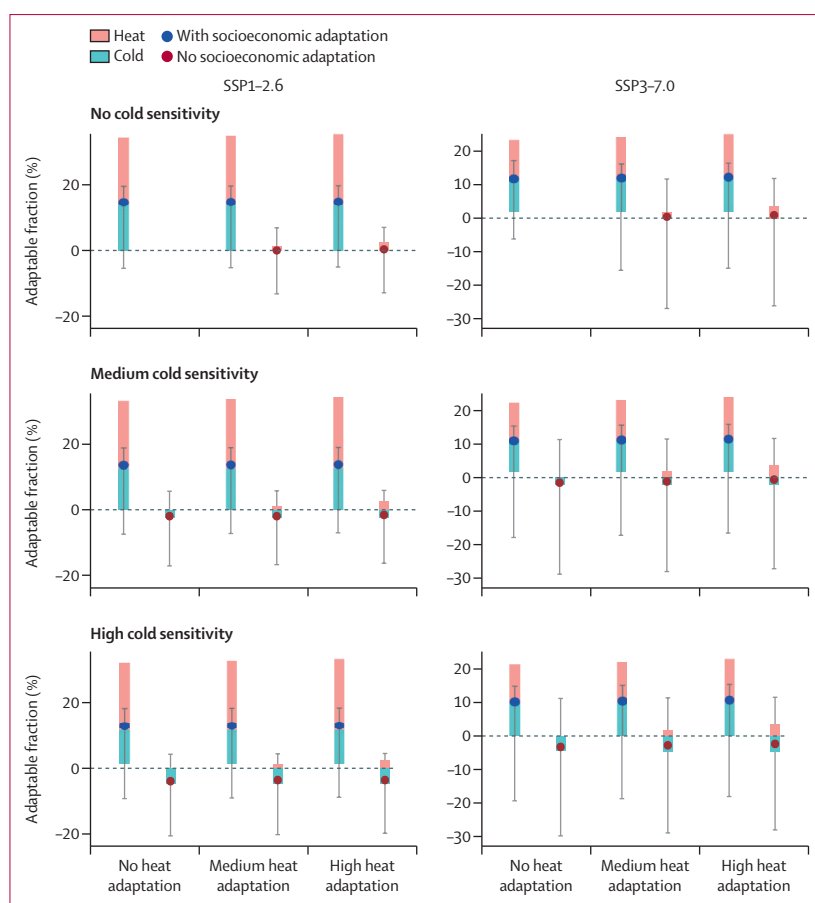 Heat With socioeconomic adaptation
Cold No socioeconomic adaptation
SSP1–2.6 SSP3–7.0
No cold sensitivity
Adaptable fraction (%)
20
0
–20
20
10
0
–10
–20
–30
Medium cold sensitivity
Adaptable fraction (%)
20
0
–20
20
10
0
–10
–20
–30
High cold sensitivity
Adaptable fraction (%)
20
0
–20
20
10
0
–10
–20
–30
No heat adaptation
Medium heat adaptation
High heat adaptation
No heat adaptation
Medium heat adaptation
High heat adaptation